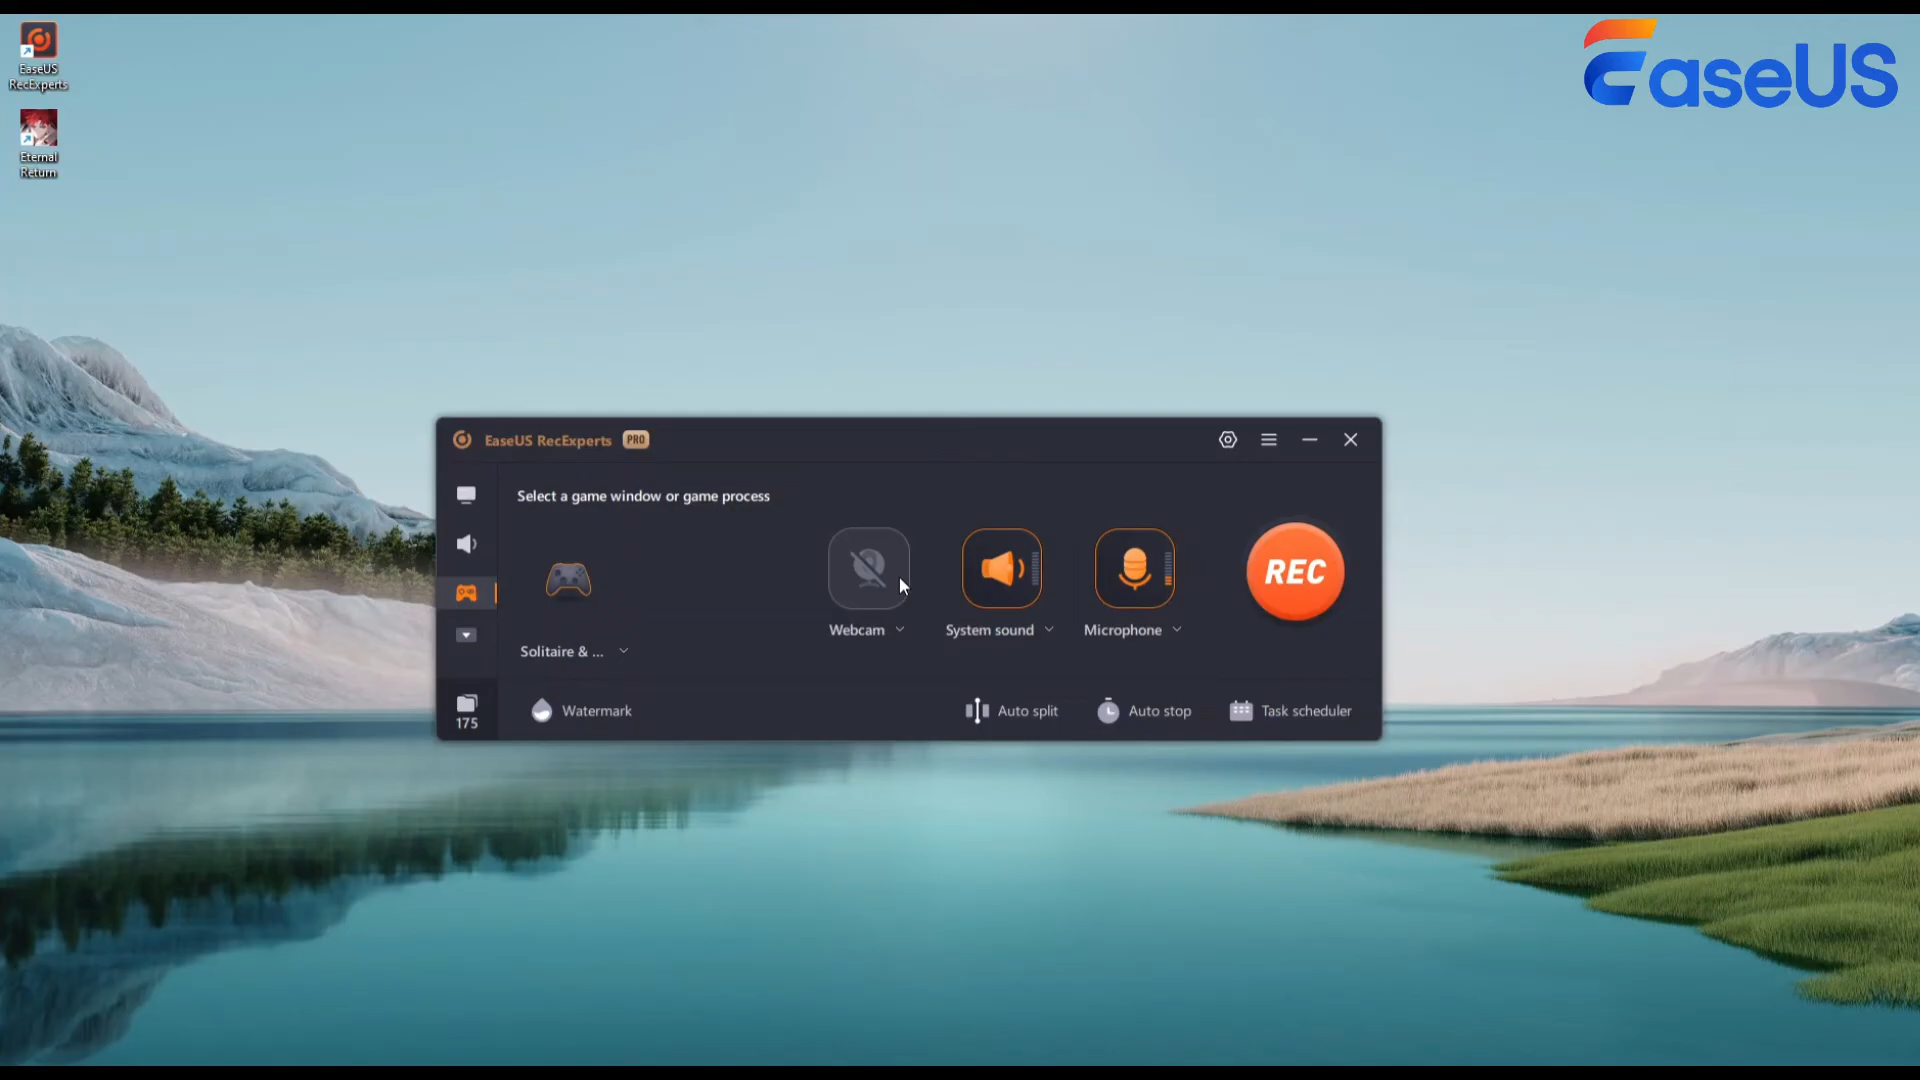 EaseUS
RecExperts
Eternal
Return
EaseUS
EaseUS RecExperts PRO
Select a game window or game process
REC
Webcam
System sound
Microphone
Solitaire & ...
175
Watermark
Auto split
Auto stop
Task scheduler